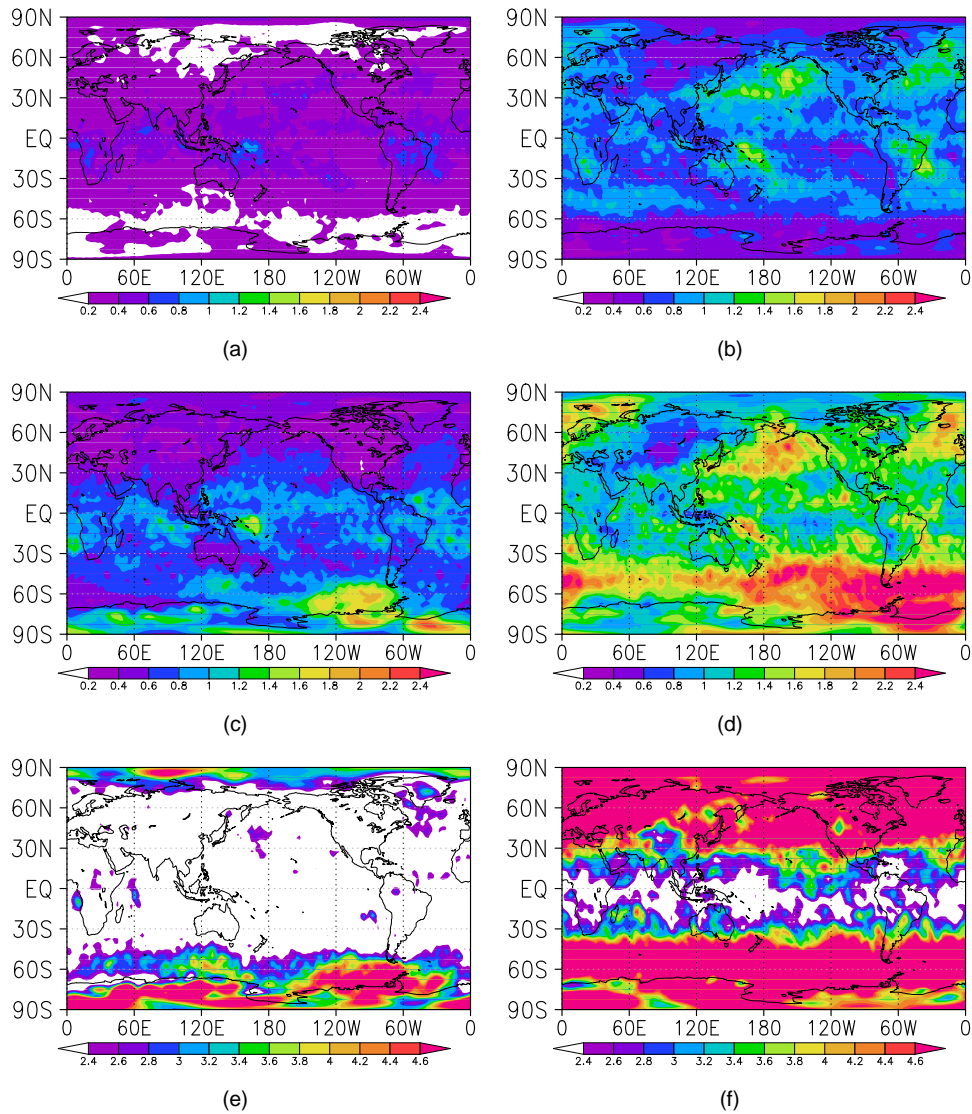 90N 90N
60N 60N
30N 30N
EQ EQ
30S 30S
60S 60S
90S 90S
0 60E 120E 180 120W 60W 0 0 60E 120E 180 120W 60W 0
0.2 0.4 0.6 0.8 1 1.2 1.4 1.6 1.8 2 2.2 2.4 0.2 0.4 0.6 0.8 1 1.2 1.4 1.6 1.8 2 2.2 2.4
(a) (b)
90N 90N
60N 60N
30N 30N
EQ EQ
30S 30S
60S 60S
90S 90S
0 60E 120E 180 120W 60W 0 0 60E 120E 180 120W 60W 0
0.2 0.4 0.6 0.8 1 1.2 1.4 1.6 1.8 2 2.2 2.4 0.2 0.4 0.6 0.8 1 1.2 1.4 1.6 1.8 2 2.2 2.4
(c) (d)
90N 90N
60N 60N
30N 30N
EQ EQ
30S 30S
60S 60S
90S 90S
0 60E 120E 180 120W 60W 0 0 60E 120E 180 120W 60W 0
2.4 2.6 2.8 3 3.2 3.4 3.6 3.8 4 4.2 4.4 4.6 2.4 2.6 2.8 3 3.2 3.4 3.6 3.8 4 4.2 4.4 4.6
(e) (f)